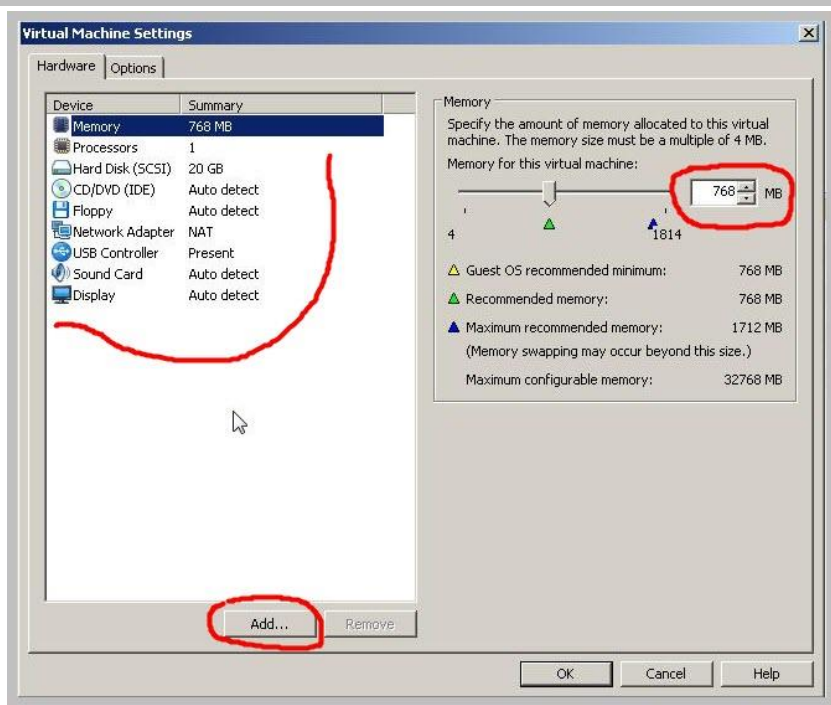 Virtual Machine Settings
Hardware Options
Device Summary
Memory 768 MB
Processors 1
Hard Disk (SCSI) 20 GB
CD/DVD (IDE) Auto detect
Floppy Auto detect
Network Adapter NAT
USB Controller Present
Sound Card Auto detect
Display Auto detect
Add... Remove
Memory
Specify the amount of memory allocated to this virtual
machine. The memory size must be a multiple of 4 MB.
Memory for this virtual machine:
768 MB
4 1814
Guest OS recommended minimum: 768 MB
Recommended memory: 768 MB
Maximum recommended memory: 1712 MB
(Memory swapping may occur beyond this size.)
Maximum configurable memory: 32768 MB
OK Cancel Help